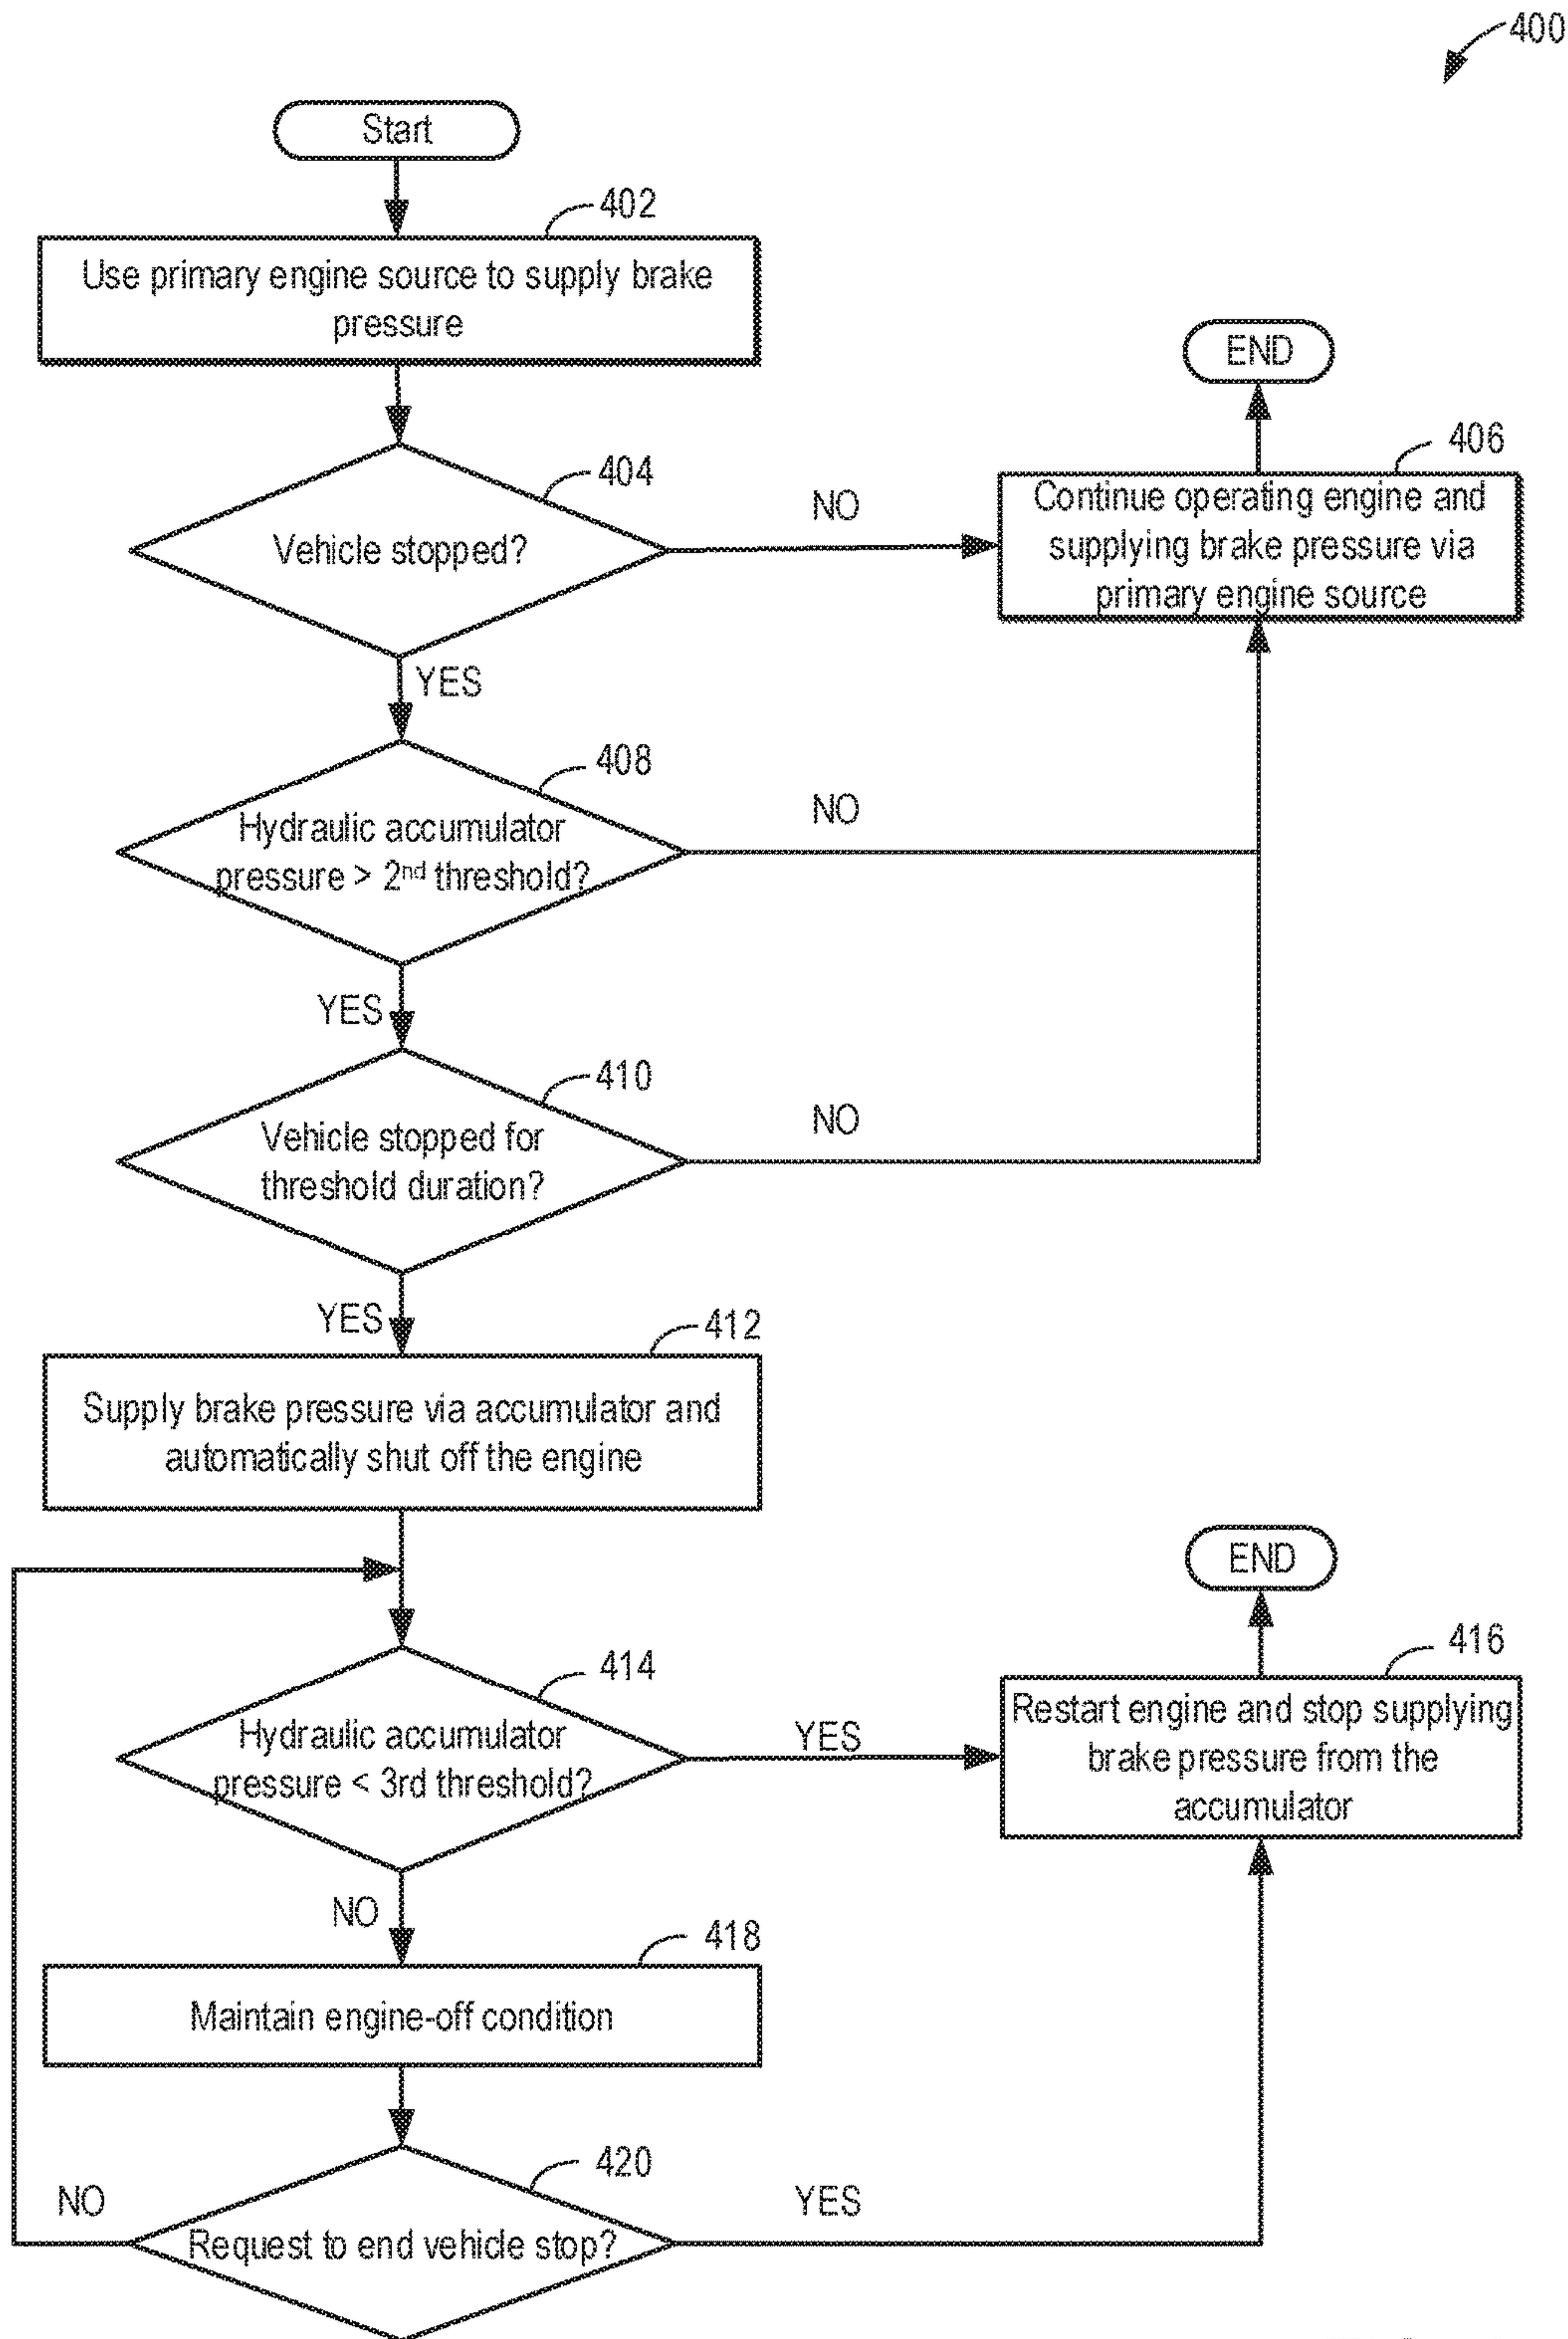 400
Start
402
Use primary engine source to supply brake
pressure
END
406
Continue operating engine and
supplying brake pressure via
primary engine source
404
Vehicle stopped?
NO
YES
408
Hydraulic accumulator
pressure > 2nd threshold?
NO
YES
410
Vehicle stopped for
threshold duration?
NO
YES
412
Supply brake pressure via accumulator and
automatically shut off the engine
END
414
Hydraulic accumulator
pressure < 3rd threshold?
YES
416
Restart engine and stop supplying
brake pressure from the
accumulator
NO
418
Maintain engine-off condition
420
Request to end vehicle stop?
NO
YES